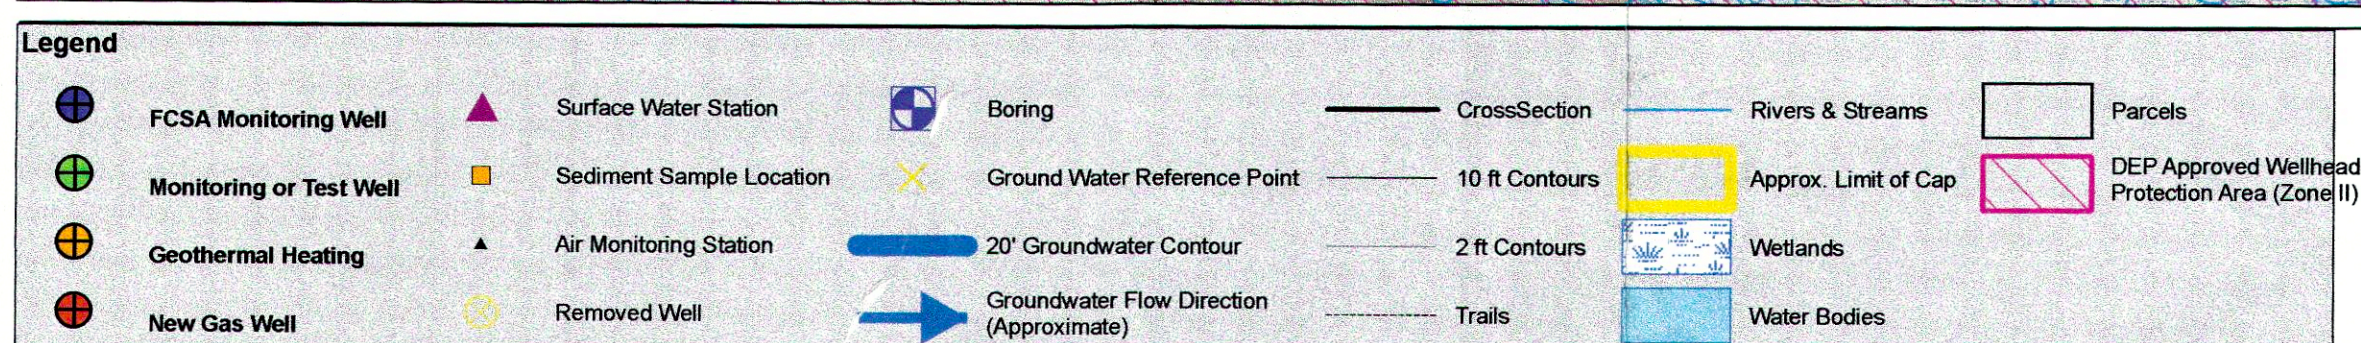 Legend
FCSA Monitoring Well
Monitoring or Test Well
Geothermal Heating
New Gas Well
Surface Water Station
Sediment Sample Location
Air Monitoring Station
Removed Well
Boring
Ground Water Reference Point
20' Groundwater Contour
Groundwater Flow Direction
(Approximate)
CrossSection
10 ft Contours
2 ft Contours
Trails
Rivers & Streams
Approx. Limit of Cap
Wetlands
Water Bodies
Parcels
DEP Approved Wellhead
Protection Area (Zone II)